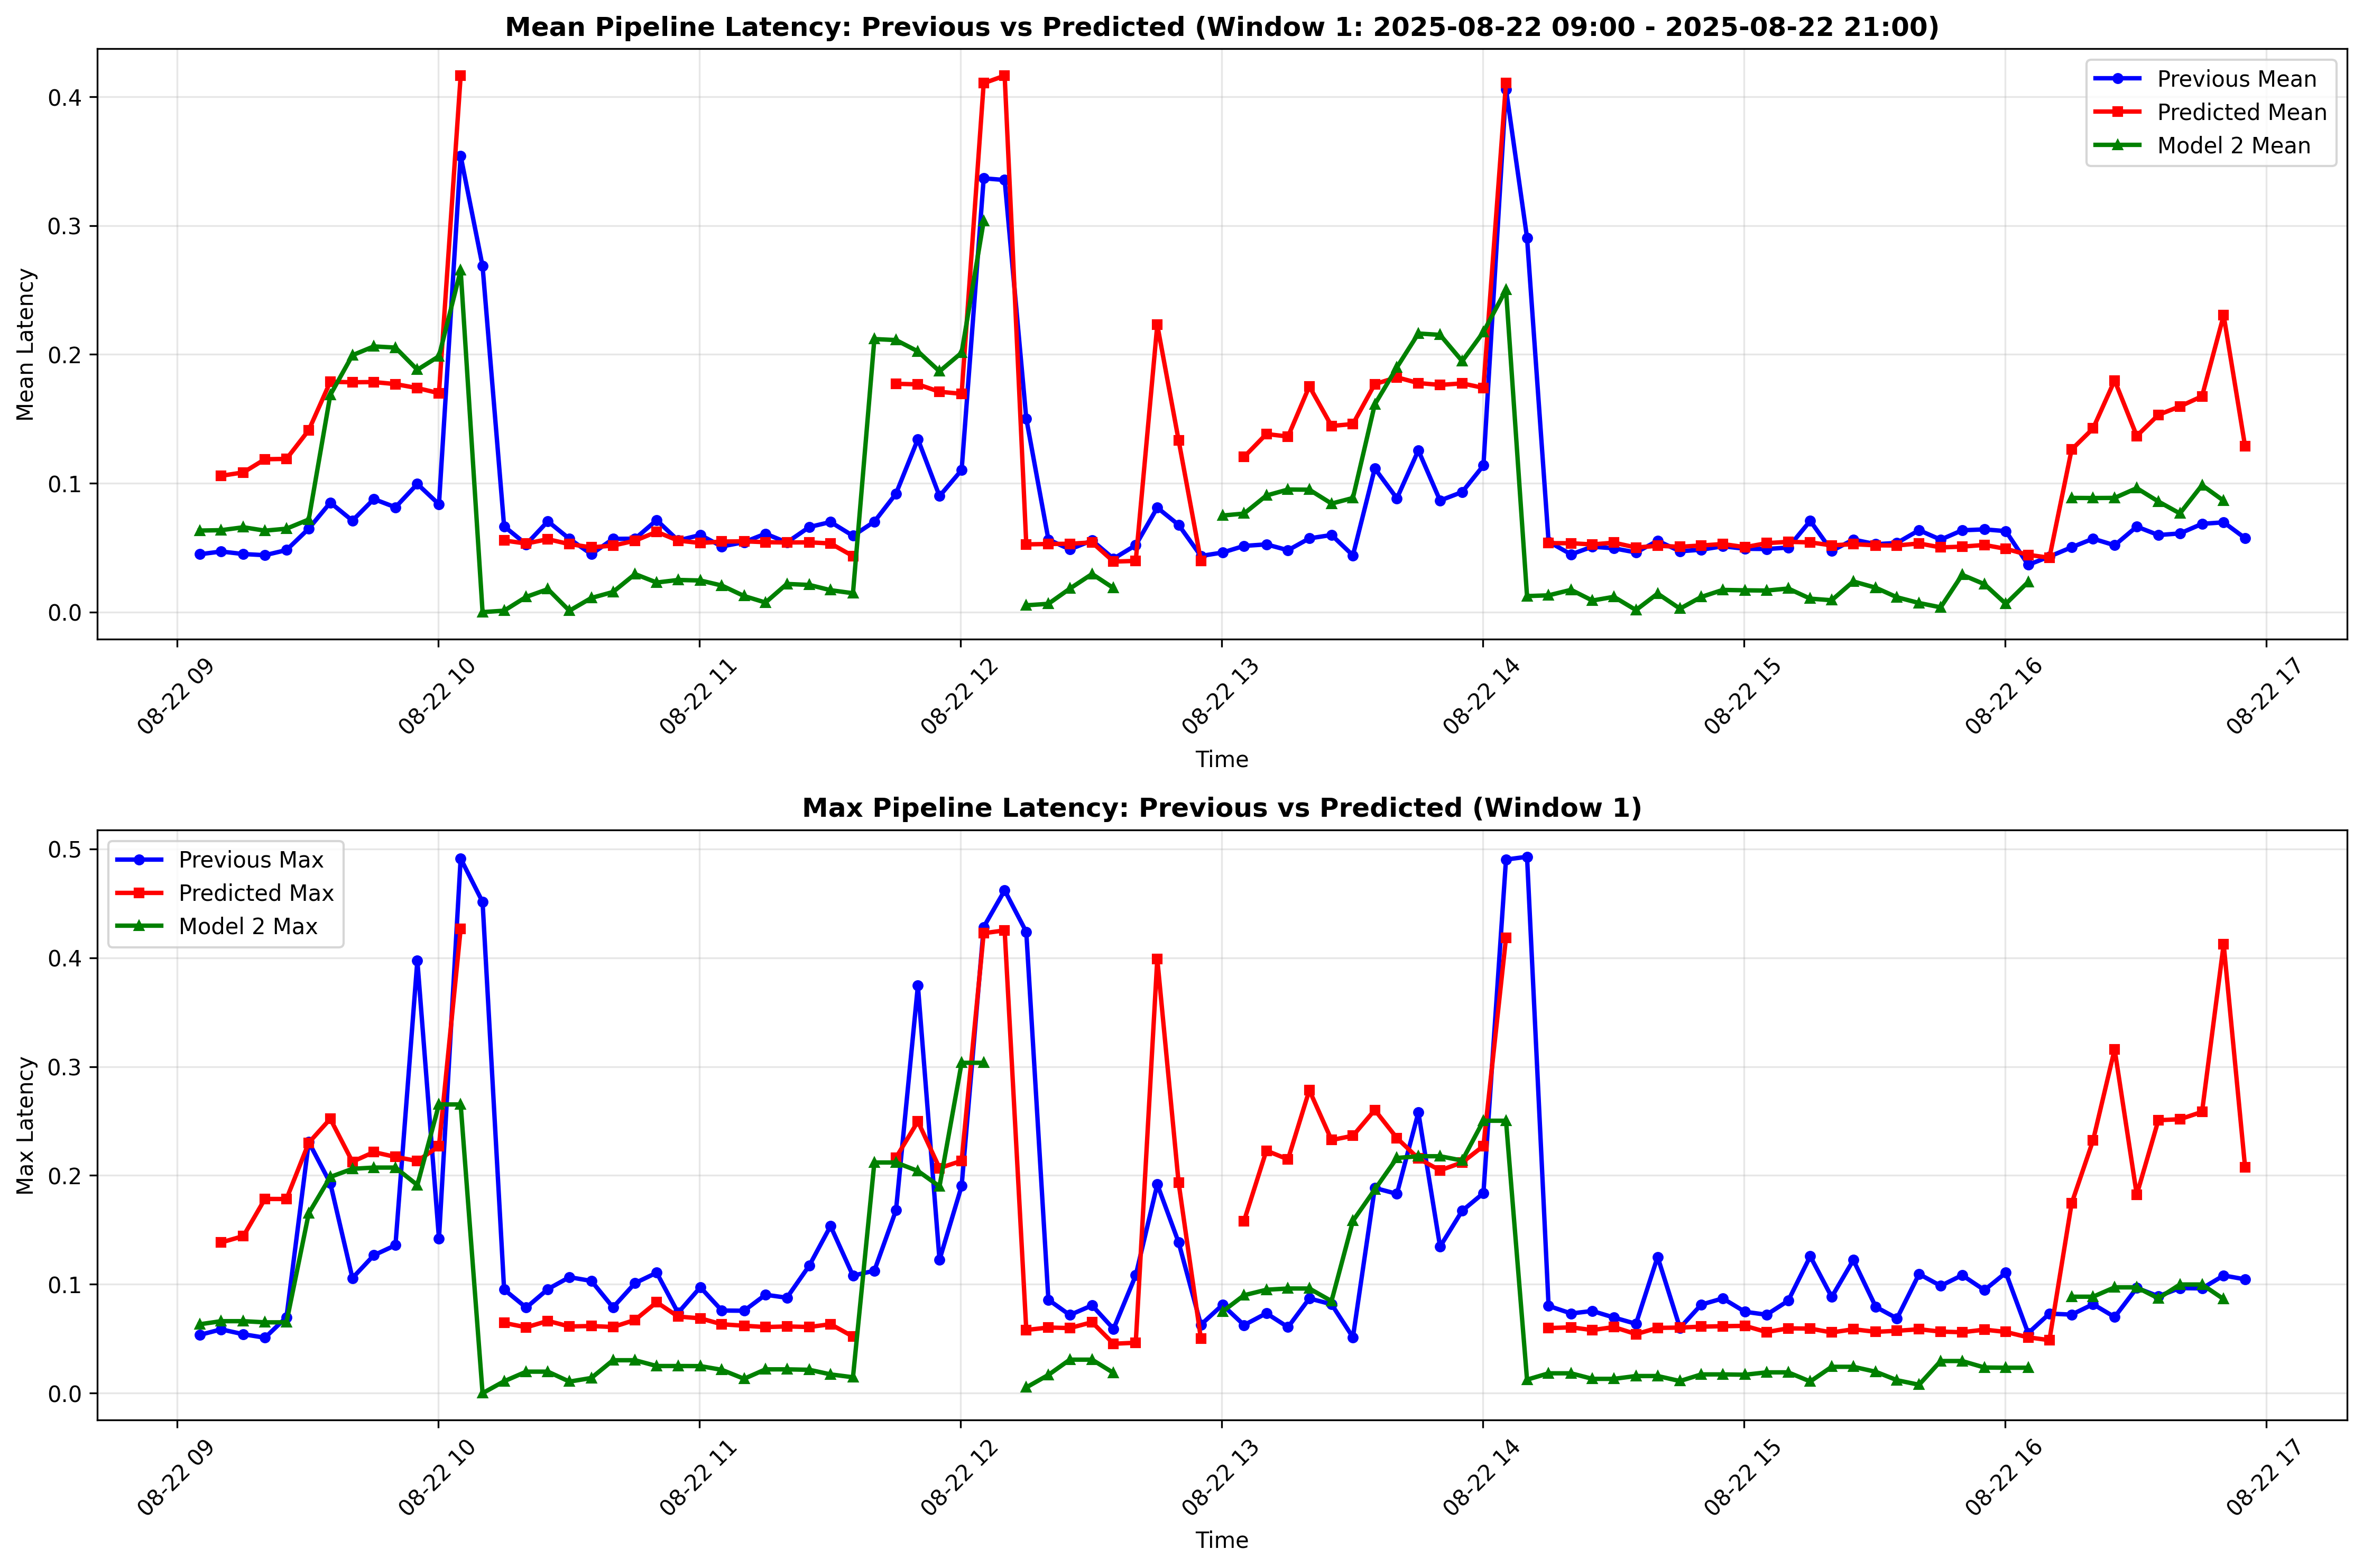 Mean Pipeline Latency: Previous vs Predicted (Window 1: 2025-08-22 09:00 - 2025-08-22 21:00)
Previous Mean
Predicted Mean
Model 2 Mean
Mean Latency
0.4
0.3
0.2
0.1
0.0
08-22 09
08-22 10
08-22 11
08-22 12
08-22 13
08-22 14
08-22 15
08-22 16
08-22 17
Time
Max Pipeline Latency: Previous vs Predicted (Window 1)
Previous Max
Predicted Max
Model 2 Max
Max Latency
0.5
0.4
0.3
0.2
0.1
0.0
08-22 09
08-22 10
08-22 11
08-22 12
08-22 13
08-22 14
08-22 15
08-22 16
08-22 17
Time